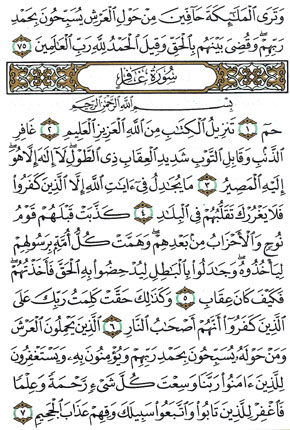 وَتَرَى ٱلْمَلَٰٓئِكَةَ حَآفِّينَ مِنْ حَوْلِ ٱلْعَرْشِ يُسَبِّحُونَ بِحَمْدِ
رَبِّهِمْ وَقُضِىَ بَيْنَهُم بِٱلْحَقِّ وَقِيلَ ٱلْحَمْدُ لِلَّهِ رَبِّ ٱلْعَٰلَمِينَ ٧٥
سُورَةُ غَافِر
بِسْمِ ٱللَّهِ ٱلرَّحْمَٰنِ ٱلرَّحِيمِ
حمٓ ١ تَنزِيلُ ٱلْكِتَٰبِ مِنَ ٱللَّهِ ٱلْعَزِيزِ ٱلْعَلِيمِ ٢ غَافِرِ
ٱلذَّنۢبِ وَقَابِلِ ٱلتَّوْبِ شَدِيدِ ٱلْعِقَابِ ذِى ٱلطَّوْلِ لَآ إِلَٰهَ إِلَّا هُوَ
إِلَيْهِ ٱلْمَصِيرُ ٣ مَا يُجَٰدِلُ فِىٓ ءَايَٰتِ ٱللَّهِ إِلَّا ٱلَّذِينَ كَفَرُوا۟
فَلَا يَغْرُرْكَ تَقَلُّبُهُمْ فِى ٱلْبِلَٰدِ ٤ كَذَّبَتْ قَبْلَهُمْ قَوْمُ
نُوحٍ وَٱلْأَحْزَابُ مِنۢ بَعْدِهِمْ وَهَمَّتْ كُلُّ أُمَّةٍۭ بِرَسُولِهِمْ
لِيَأْخُذُوهُ وَجَٰدَلُوا۟ بِٱلْبَٰطِلِ لِيُدْحِضُوا۟ بِهِ ٱلْحَقَّ فَأَخَذْتُهُمْ
فَكَيْفَ كَانَ عِقَابِ ٥ وَكَذَٰلِكَ حَقَّتْ كَلِمَتُ رَبِّكَ عَلَى
ٱلَّذِينَ كَفَرُوٓا۟ أَنَّهُمْ أَصْحَٰبُ ٱلنَّارِ ٦ ٱلَّذِينَ يَحْمِلُونَ ٱلْعَرْشَ
وَمَنْ حَوْلَهُۥ يُسَبِّحُونَ بِحَمْدِ رَبِّهِمْ وَيُؤْمِنُونَ بِهِۦ وَيَسْتَغْفِرُونَ
لِلَّذِينَ ءَامَنُوا۟ رَبَّنَا وَسِعْتَ كُلَّ شَىْءٍ رَّحْمَةً وَعِلْمًا
فَٱغْفِرْ لِلَّذِينَ تَابُوا۟ وَٱتَّبَعُوا۟ سَبِيلَكَ وَقِهِمْ عَذَابَ ٱلْجَحِيمِ ٧